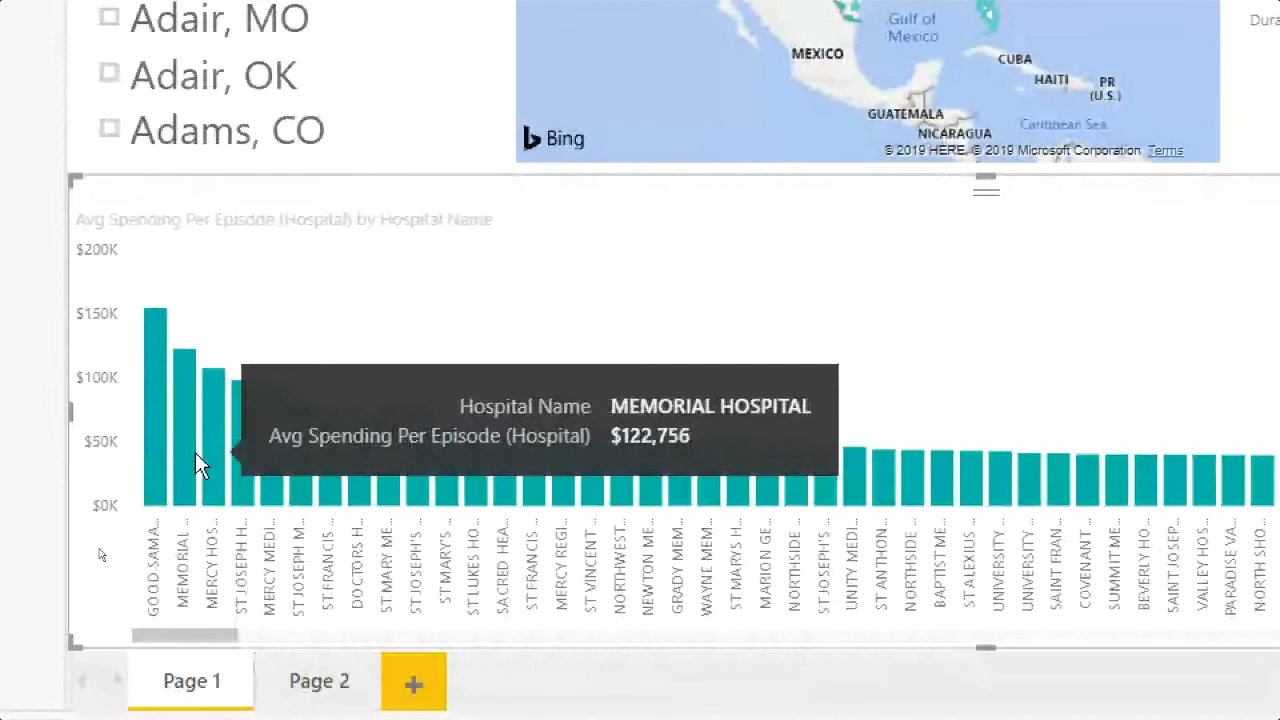 Adair, MO
Adair, OK
Adams, CO
Gulf of
Mexico
MEXICO
CUBA
HAITI
PR
(U.S.)
GUATEMALA
NICARAGUA
Caribbean Sea
Bing
© 2019 HERE, © 2019 Microsoft Corporation Terms
Dura
Avg Spending Per Episode (Hospital) by Hospital Name
$200K
$150K
$100K
$50K
$0K
Hospital Name MEMORIAL HOSPITAL
Avg Spending Per Episode (Hospital) $122,756
GOOD SAMA...
MEMORIAL ...
MERCY HOS...
ST JOSEPH H...
MERCY MEDI...
ST JOSEPH M...
ST FRANCIS ...
DOCTORS H...
ST MARY ME...
ST JOSEPH'S ...
ST MARY'S ...
ST LUKES HO...
SACRED HEA...
ST FRANCIS ...
MERCY REGI...
ST VINCENT ...
NORTHWEST...
NEWTON ME...
GRADY MEM...
WAYNE MEM...
ST MARYS H...
MARION GE...
NORTHSIDE ...
ST JOSEPH'S ...
UNITY MEDI...
ST ANTHON...
NORTHSIDE ...
BAPTIST ME...
ST ALEXIUS ...
UNIVERSITY ...
UNIVERSITY ...
SAINT FRAN...
COVENANT ...
SUMMIT ME...
BEVERLY HO...
SAINT JOSEP...
VALLEY HOS...
PARADISE VA...
NORTH SHO...
Page 1
Page 2